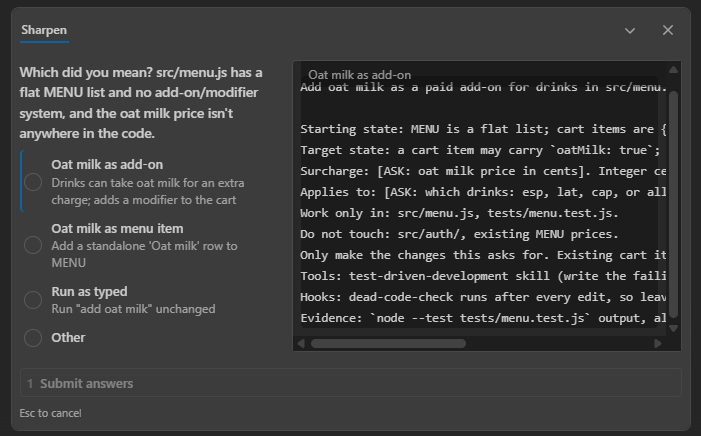 Sharpen
Which did you mean? src/menu.js has a
flat MENU list and no add-on/modifier
system, and the oat milk price isn't
anywhere in the code.
Oat milk as add-on
Drinks can take oat milk for an extra
charge; adds a modifier to the cart
Oat milk as menu item
Add a standalone 'Oat milk' row to
MENU
Run as typed
Run "add oat milk" unchanged
Other
Oat milk as add-on
Add oat milk as a paid add-on for drinks in src/menu.
Starting state: MENU is a flat list; cart items are {
Target state: a cart item may carry `oatMilk: true`;
Surcharge: [ASK: oat milk price in cents]. Integer ce
Applies to: [ASK: which drinks: esp, lat, cap, or all
Work only in: src/menu.js, tests/menu.test.js.
Do not touch: src/auth/, existing MENU prices.
Only make the changes this asks for. Existing cart it
Tools: test-driven-development skill (write the faili
Hooks: dead-code-check runs after every edit, so leav
Evidence: `node --test tests/menu.test.js` output, al
1 Submit answers
Esc to cancel